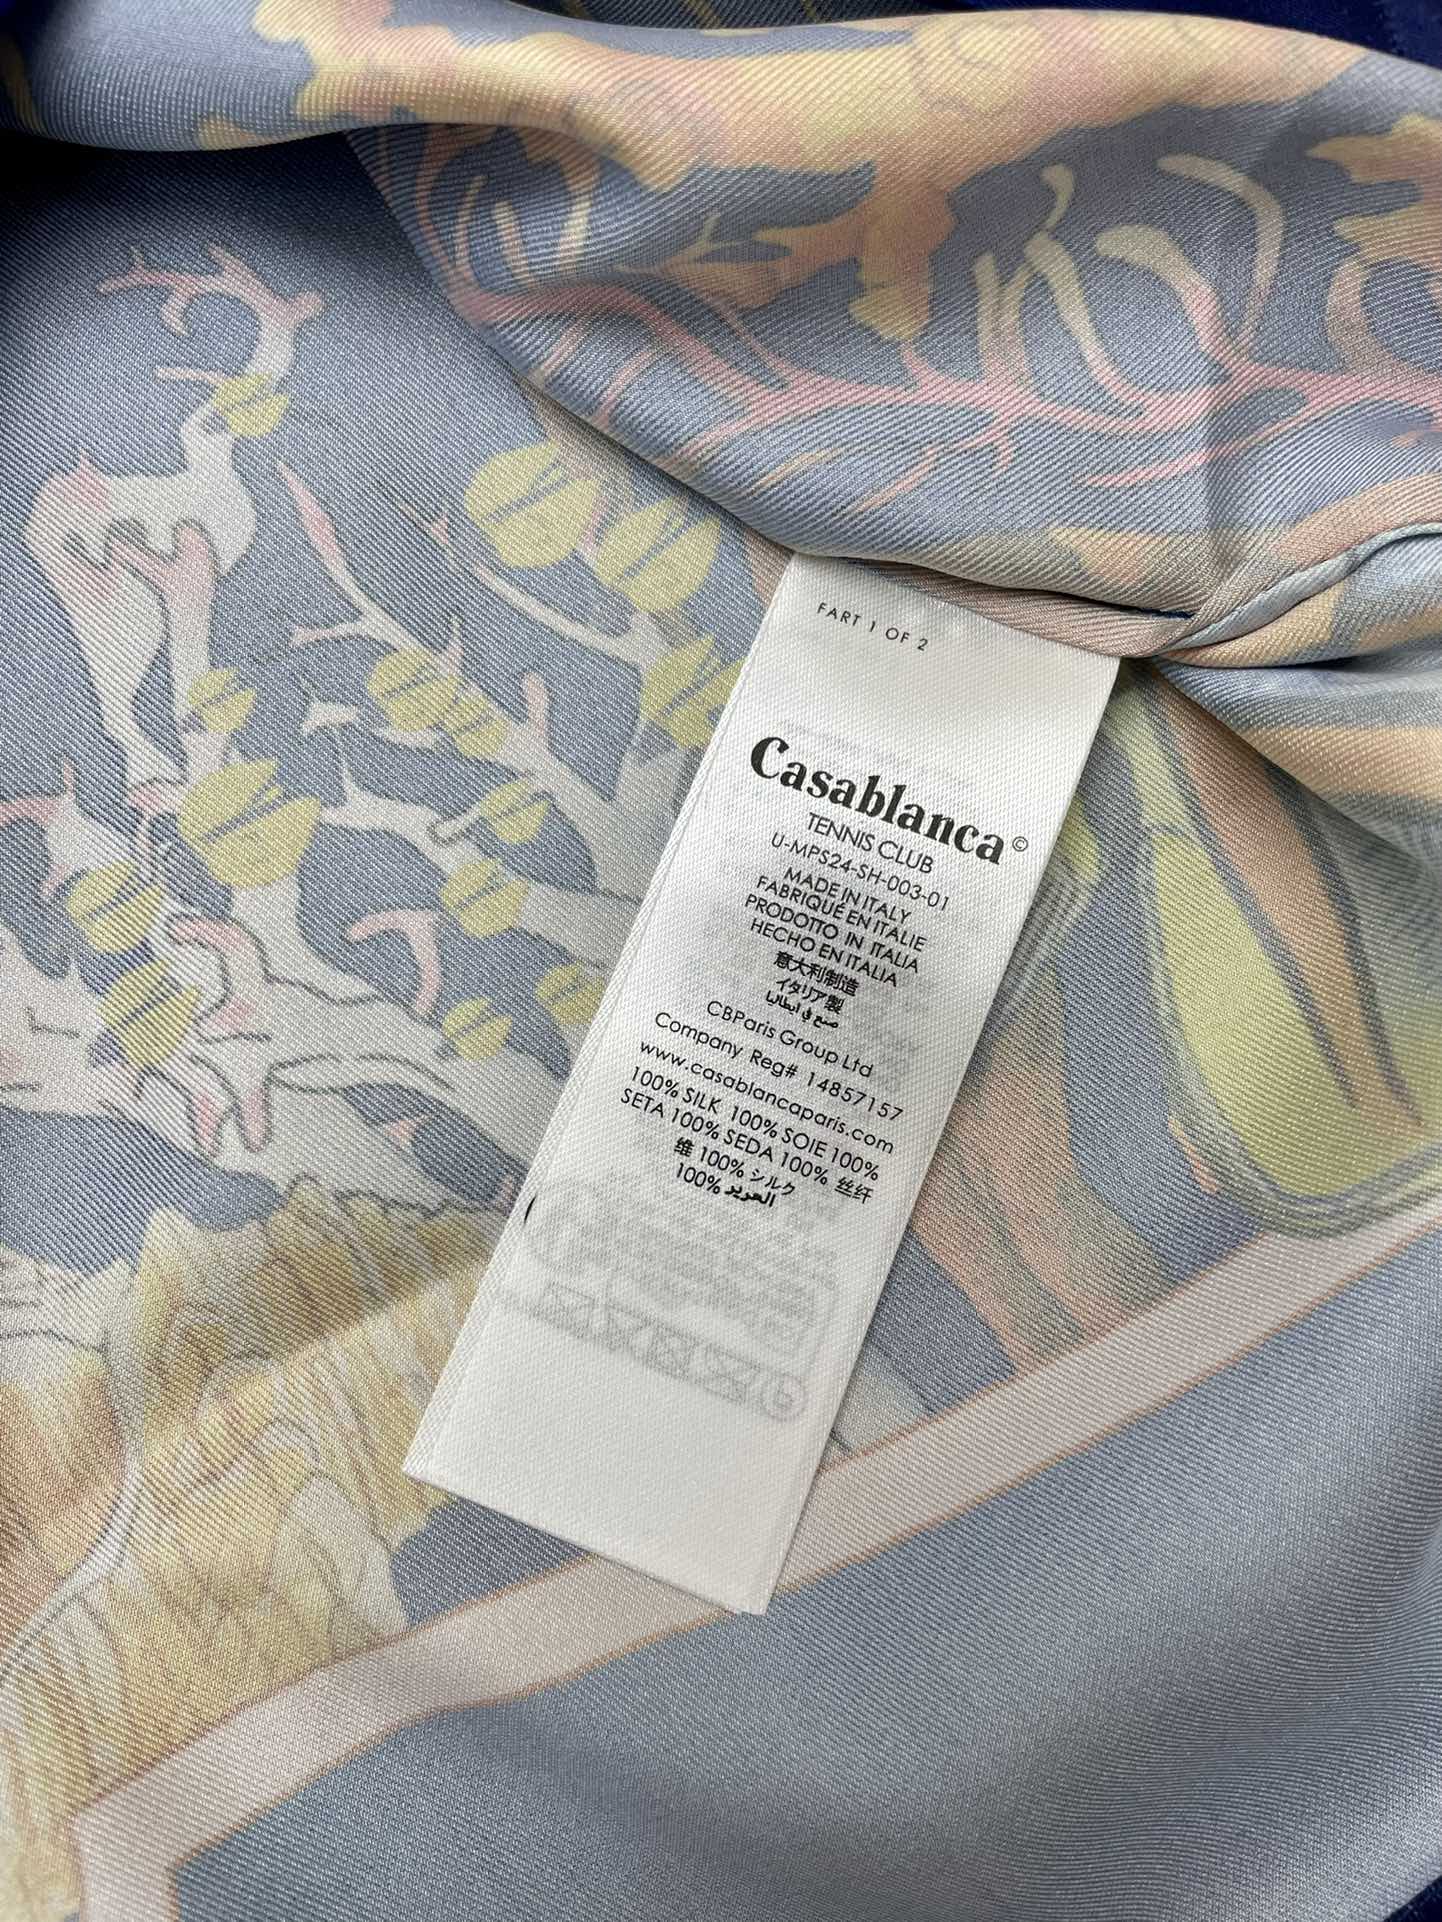 FART 1 OF 2
Casablanca©
TENNIS CLUB
U-MPS24-SH-003-01
MADE IN ITALY
FABRIQUÉ EN ITALIE
PRODOTTO IN ITALIA
HECHO EN ITALIA
意大利制造
イタリア製
صنع في ايطاليا
CBParis Group Ltd
Company Reg# 14857157
www.casablancaparis.com
100% SILK 100% SOIE 100%
SETA 100% SEDA 100% 丝纤
维 100% シルク
100% الحرير